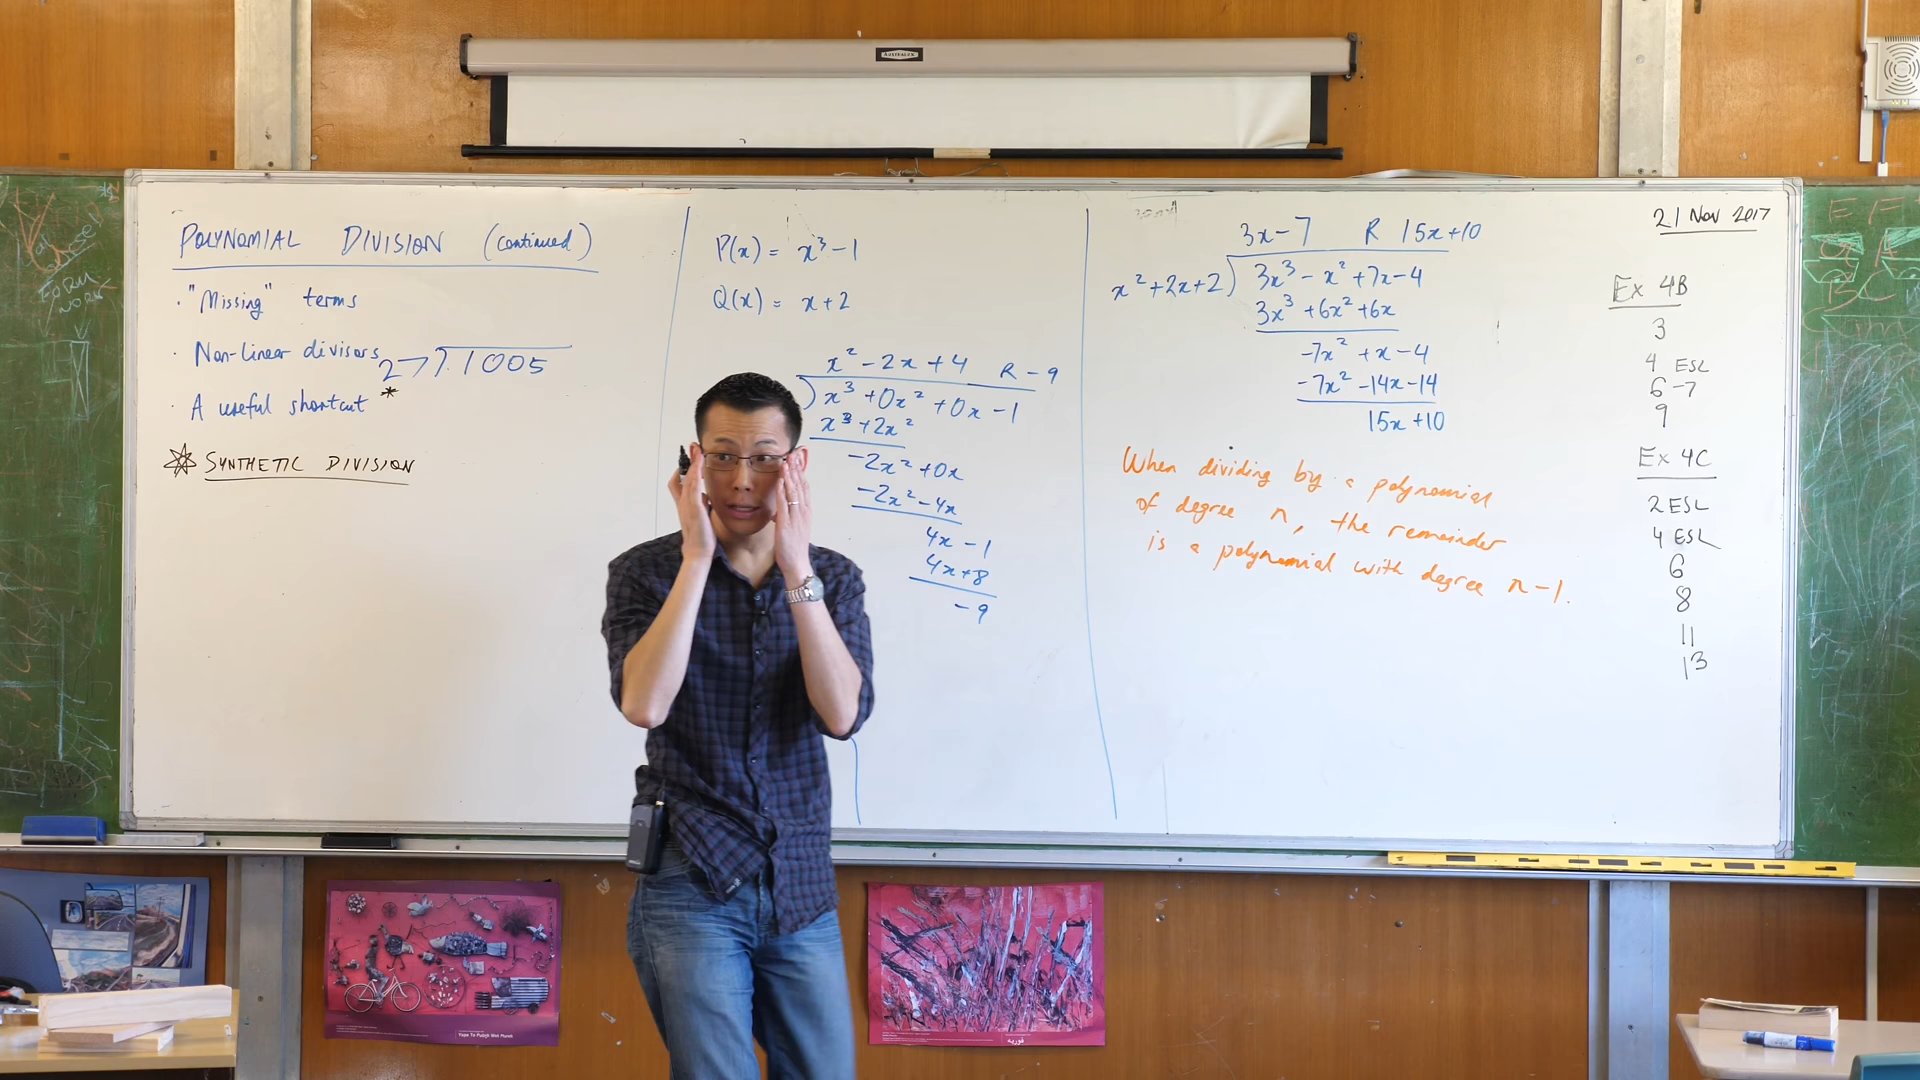 POLYNOMIAL DIVISION (continued)
· "Missing" terms
· Non-linear divisors
27 ) 1005
· A useful shortcut *
SYNTHETIC DIVISION
P(x) = x³ - 1
Q(x) = x + 2
x² - 2x + 4 R -9
) x³ + 0x² + 0x - 1
x³ + 2x²
-2x² + 0x
-2x² - 4x
4x - 1
4x + 8
-9
3x - 7 R 15x + 10
x² + 2x + 2 ) 3x³ - x² + 7x - 4
3x³ + 6x² + 6x
-7x² + x - 4
-7x² - 14x - 14
15x + 10
When dividing by a polynomial
of degree n, the remainder
is a polynomial with degree n-1.
21 Nov 2017
Ex 4B
3
4 ESL
6-7
9
Ex 4C
2 ESL
4 ESL
6
8
11
13